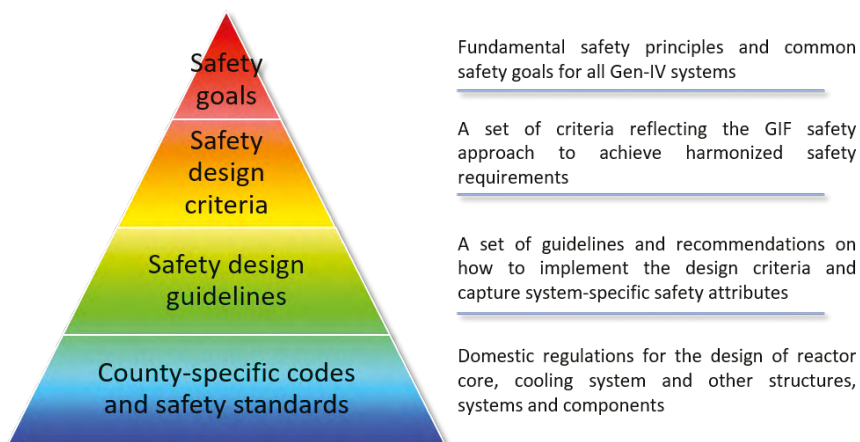 Safety
goals
Fundamental safety principles and common
safety goals for all Gen-IV systems
Safety
design
criteria
A set of criteria reflecting the GIF safety
approach to achieve harmonized safety
requirements
Safety design
guidelines
A set of guidelines and recommendations on
how to implement the design criteria and
capture system-specific safety attributes
County-specific codes
and safety standards
Domestic regulations for the design of reactor
core, cooling system and other structures,
systems and components